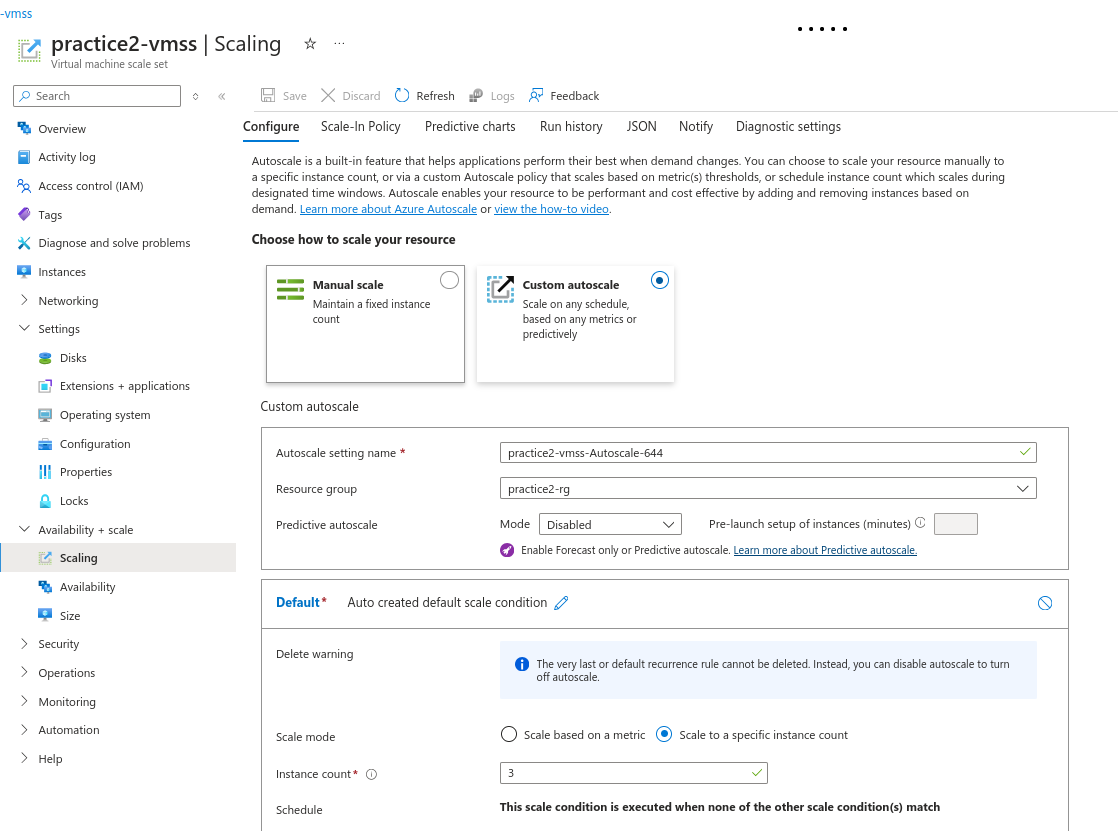 -vmss
practice2-vmss | Scaling
Virtual machine scale set
Search
Save Discard Refresh Logs Feedback
Overview
Activity log
Access control (IAM)
Tags
Diagnose and solve problems
Instances
Networking
Settings
Disks
Extensions + applications
Operating system
Configuration
Properties
Locks
Availability + scale
Scaling
Availability
Size
Security
Operations
Monitoring
Automation
Help
Configure Scale-In Policy Predictive charts Run history JSON Notify Diagnostic settings
Autoscale is a built-in feature that helps applications perform their best when demand changes. You can choose to scale your resource manually to
a specific instance count, or via a custom Autoscale policy that scales based on metric(s) thresholds, or schedule instance count which scales during
designated time windows. Autoscale enables your resource to be performant and cost effective by adding and removing instances based on
demand. Learn more about Azure Autoscale or view the how-to video.
Choose how to scale your resource
Manual scale
Maintain a fixed instance
count
Custom autoscale
Scale on any schedule,
based on any metrics or
predictively
Custom autoscale
Autoscale setting name * practice2-vmss-Autoscale-644
Resource group practice2-rg
Predictive autoscale Mode Disabled Pre-launch setup of instances (minutes)
Enable Forecast only or Predictive autoscale. Learn more about Predictive autoscale.
Default* Auto created default scale condition
Delete warning
The very last or default recurrence rule cannot be deleted. Instead, you can disable autoscale to turn
off autoscale.
Scale mode Scale based on a metric Scale to a specific instance count
Instance count* 3
Schedule This scale condition is executed when none of the other scale condition(s) match